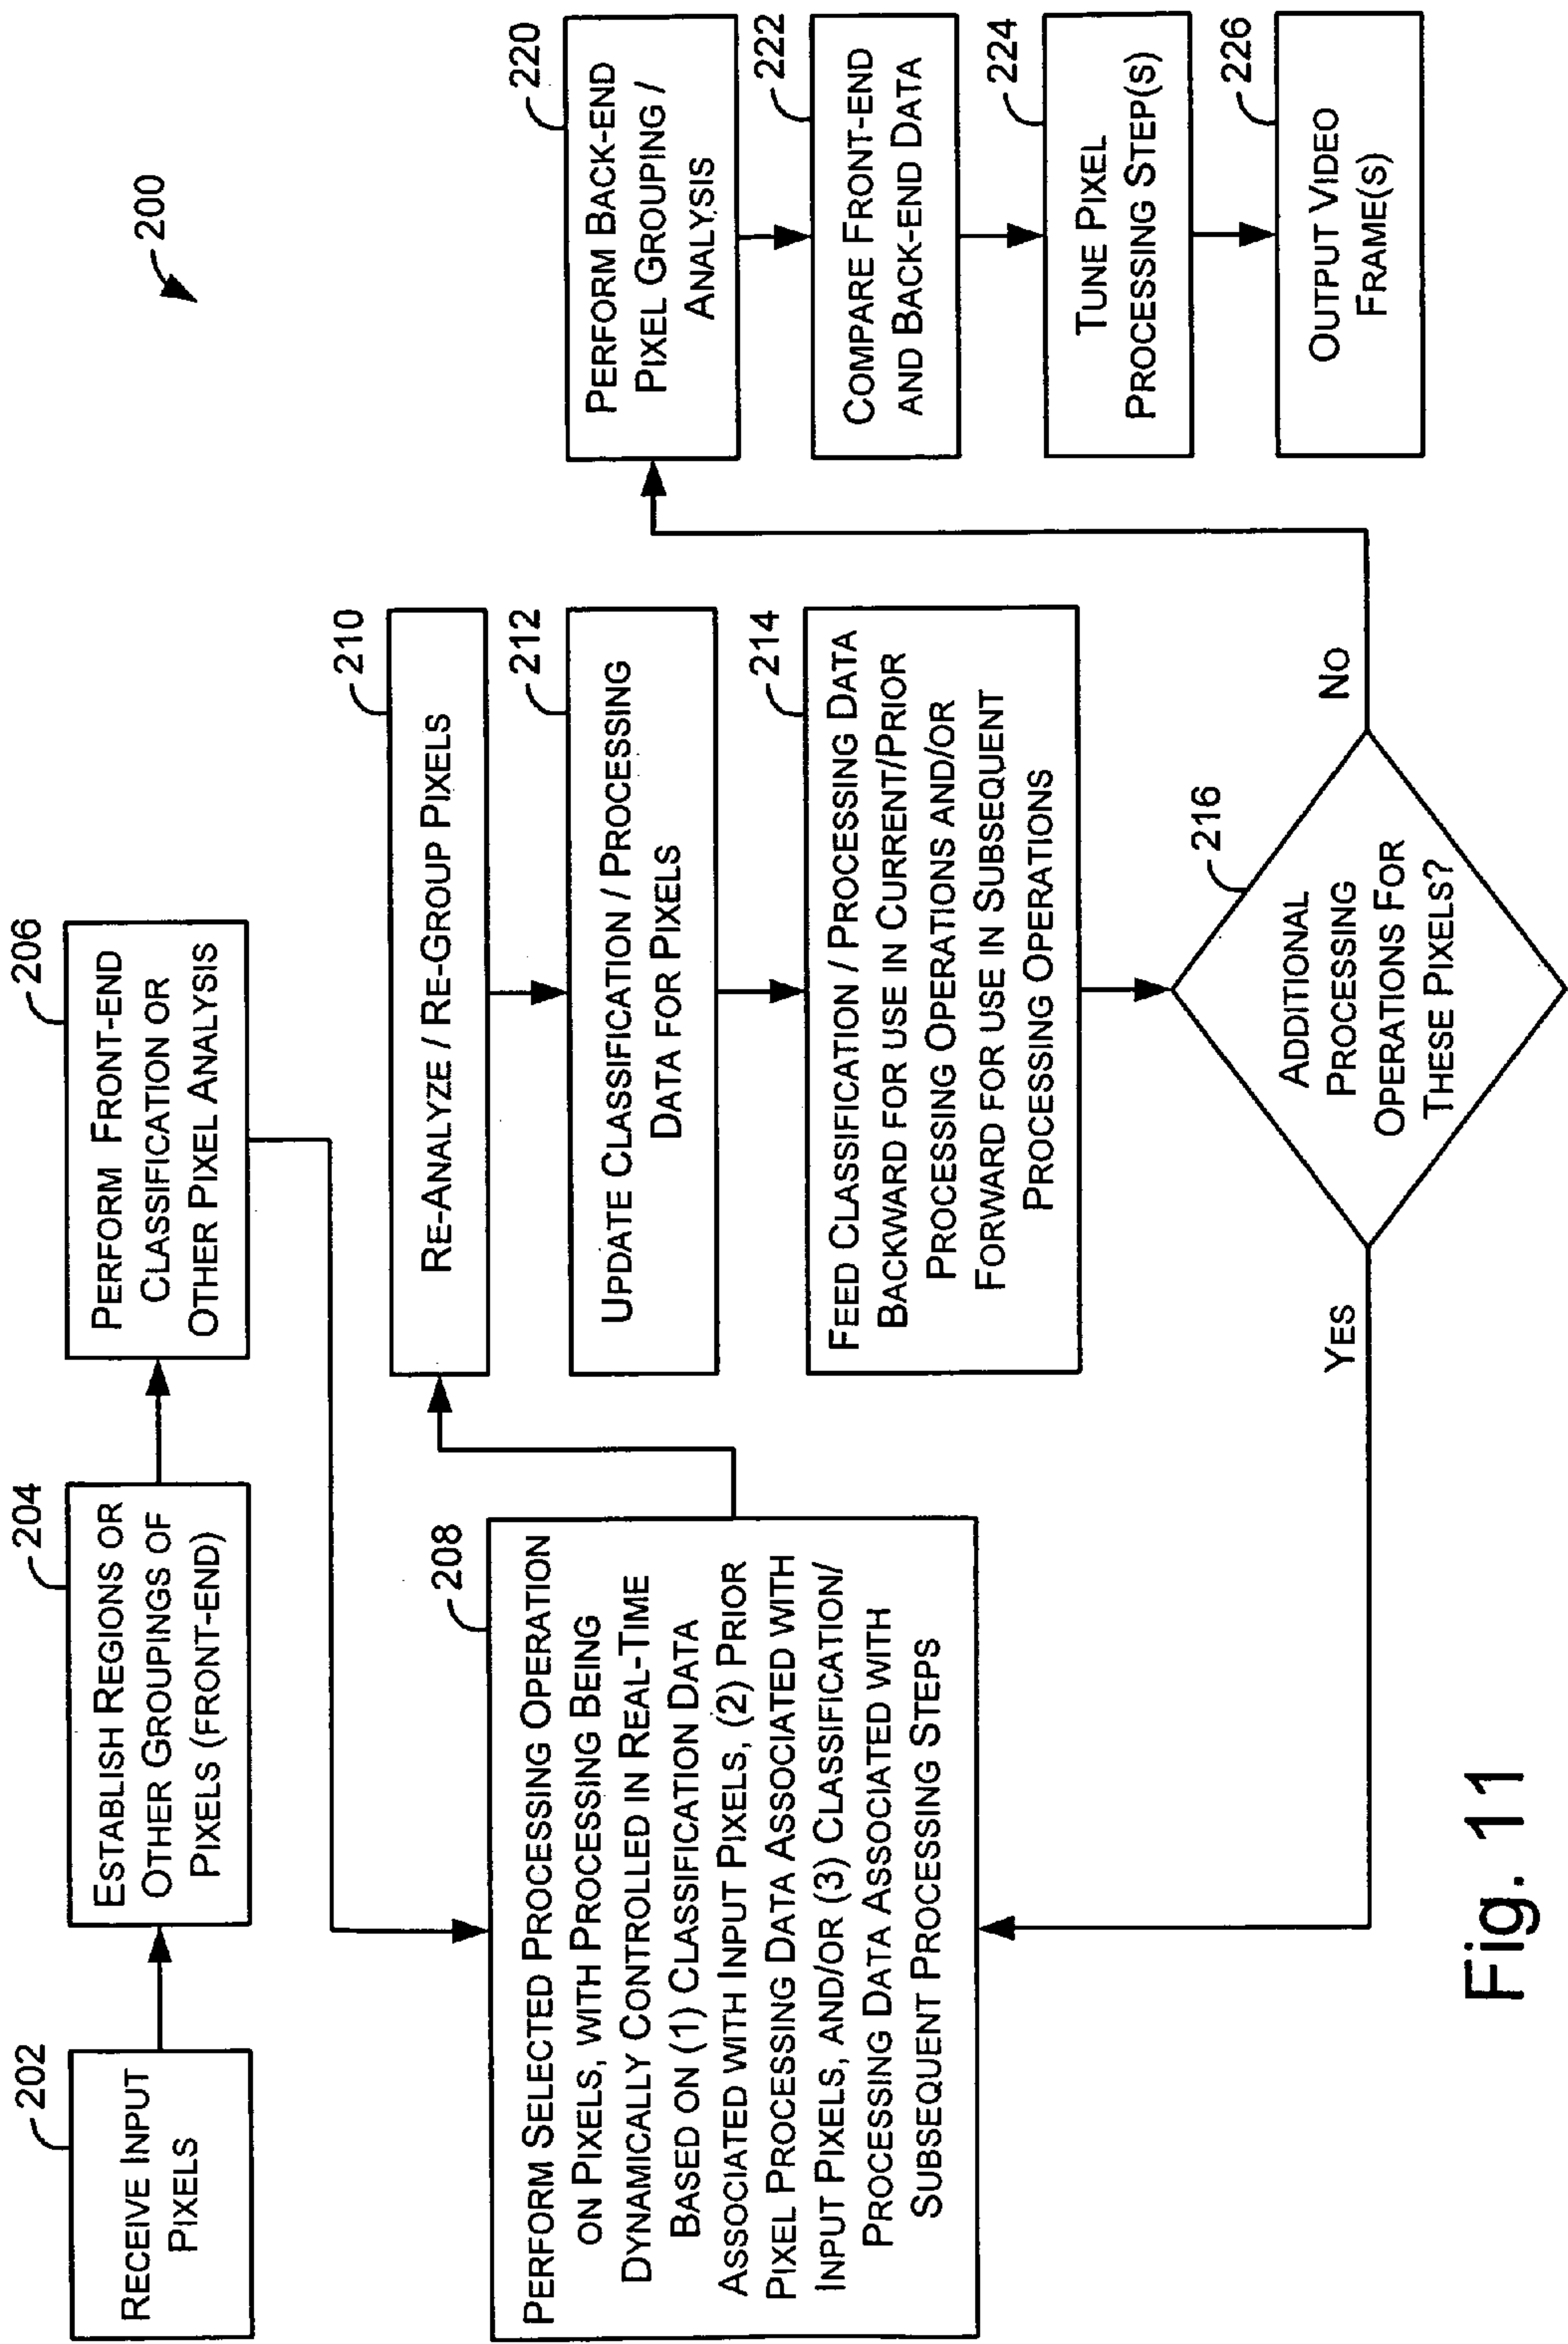 200
202
RECEIVE INPUT
PIXELS
204
ESTABLISH REGIONS OR
OTHER GROUPINGS OF
PIXELS (FRONT-END)
206
PERFORM FRONT-END
CLASSIFICATION OR
OTHER PIXEL ANALYSIS
208
PERFORM SELECTED PROCESSING OPERATION
ON PIXELS, WITH PROCESSING BEING
DYNAMICALLY CONTROLLED IN REAL-TIME
BASED ON (1) CLASSIFICATION DATA
ASSOCIATED WITH INPUT PIXELS, (2) PRIOR
PIXEL PROCESSING DATA ASSOCIATED WITH
INPUT PIXELS, AND/OR (3) CLASSIFICATION/
PROCESSING DATA ASSOCIATED WITH
SUBSEQUENT PROCESSING STEPS
210
RE-ANALYZE / RE-GROUP PIXELS
212
UPDATE CLASSIFICATION / PROCESSING
DATA FOR PIXELS
214
FEED CLASSIFICATION / PROCESSING DATA
BACKWARD FOR USE IN CURRENT/PRIOR
PROCESSING OPERATIONS AND/OR
FORWARD FOR USE IN SUBSEQUENT
PROCESSING OPERATIONS
216
ADDITIONAL
PROCESSING
OPERATIONS FOR
THESE PIXELS?
YES
NO
220
PERFORM BACK-END
PIXEL GROUPING /
ANALYSIS
222
COMPARE FRONT-END
AND BACK-END DATA
224
TUNE PIXEL
PROCESSING STEP(S)
226
OUTPUT VIDEO
FRAME(S)
Fig. 11